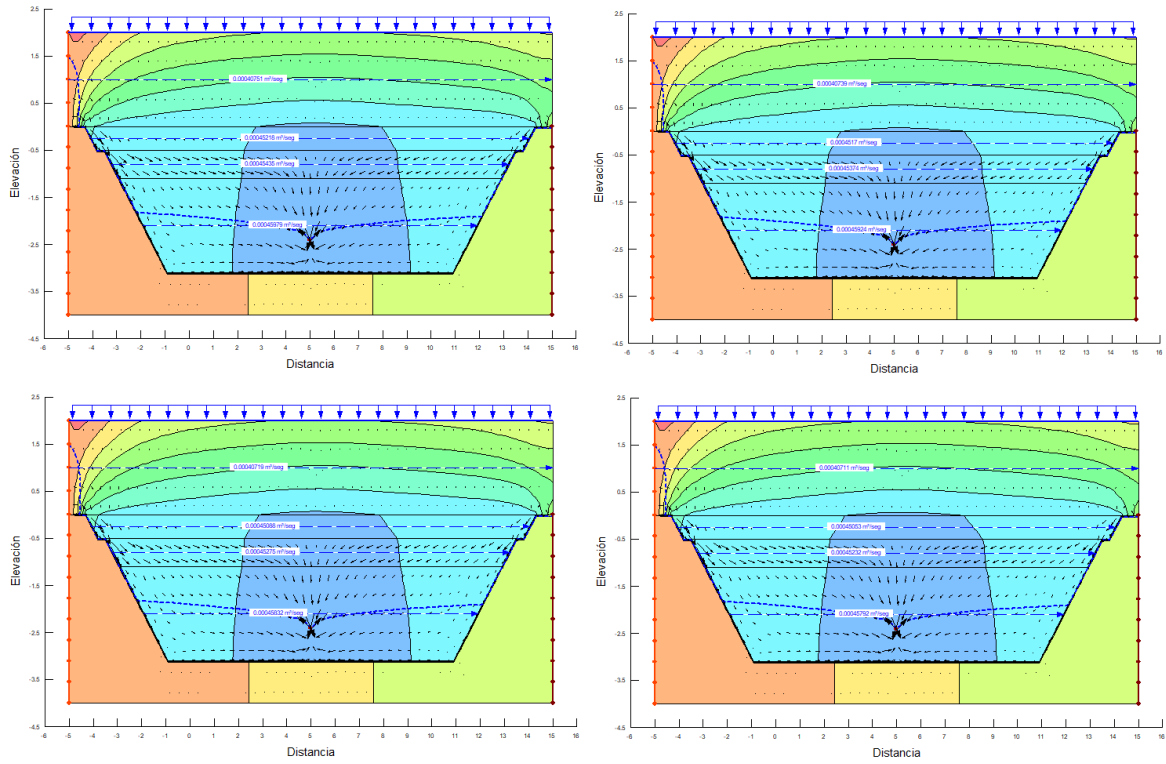 2.5
1.5
0.00040751 m³/seg
0.5
0.00045218 m³/seg
-0.5
0.00045435 m³/seg
-1.5
0.00045979 m³/seg
-2.5
-3.5
-4.5
Elevación
-6 -5 -4 -3 -2 -1 0 1 2 3 4 5 6 7 8 9 10 11 12 13 14 15 16
Distancia
2.5
1.5
0.00040739 m³/seg
0.5
0.0004517 m³/seg
-0.5
0.00045374 m³/seg
-1.5
0.00045924 m³/seg
-2.5
-3.5
-4.5
Elevación
-6 -5 -4 -3 -2 -1 0 1 2 3 4 5 6 7 8 9 10 11 12 13 14 15 16
Distancia
2.5
1.5
0.00040719 m³/seg
0.5
0.00045086 m³/seg
-0.5
0.00045275 m³/seg
-1.5
0.00045832 m³/seg
-2.5
-3.5
-4.5
Elevación
-6 -5 -4 -3 -2 -1 0 1 2 3 4 5 6 7 8 9 10 11 12 13 14 15 16
Distancia
2.5
1.5
0.00040711 m³/seg
0.5
0.00045053 m³/seg
-0.5
0.00045232 m³/seg
-1.5
0.00045792 m³/seg
-2.5
-3.5
-4.5
Elevación
-6 -5 -4 -3 -2 -1 0 1 2 3 4 5 6 7 8 9 10 11 12 13 14 15 16
Distancia